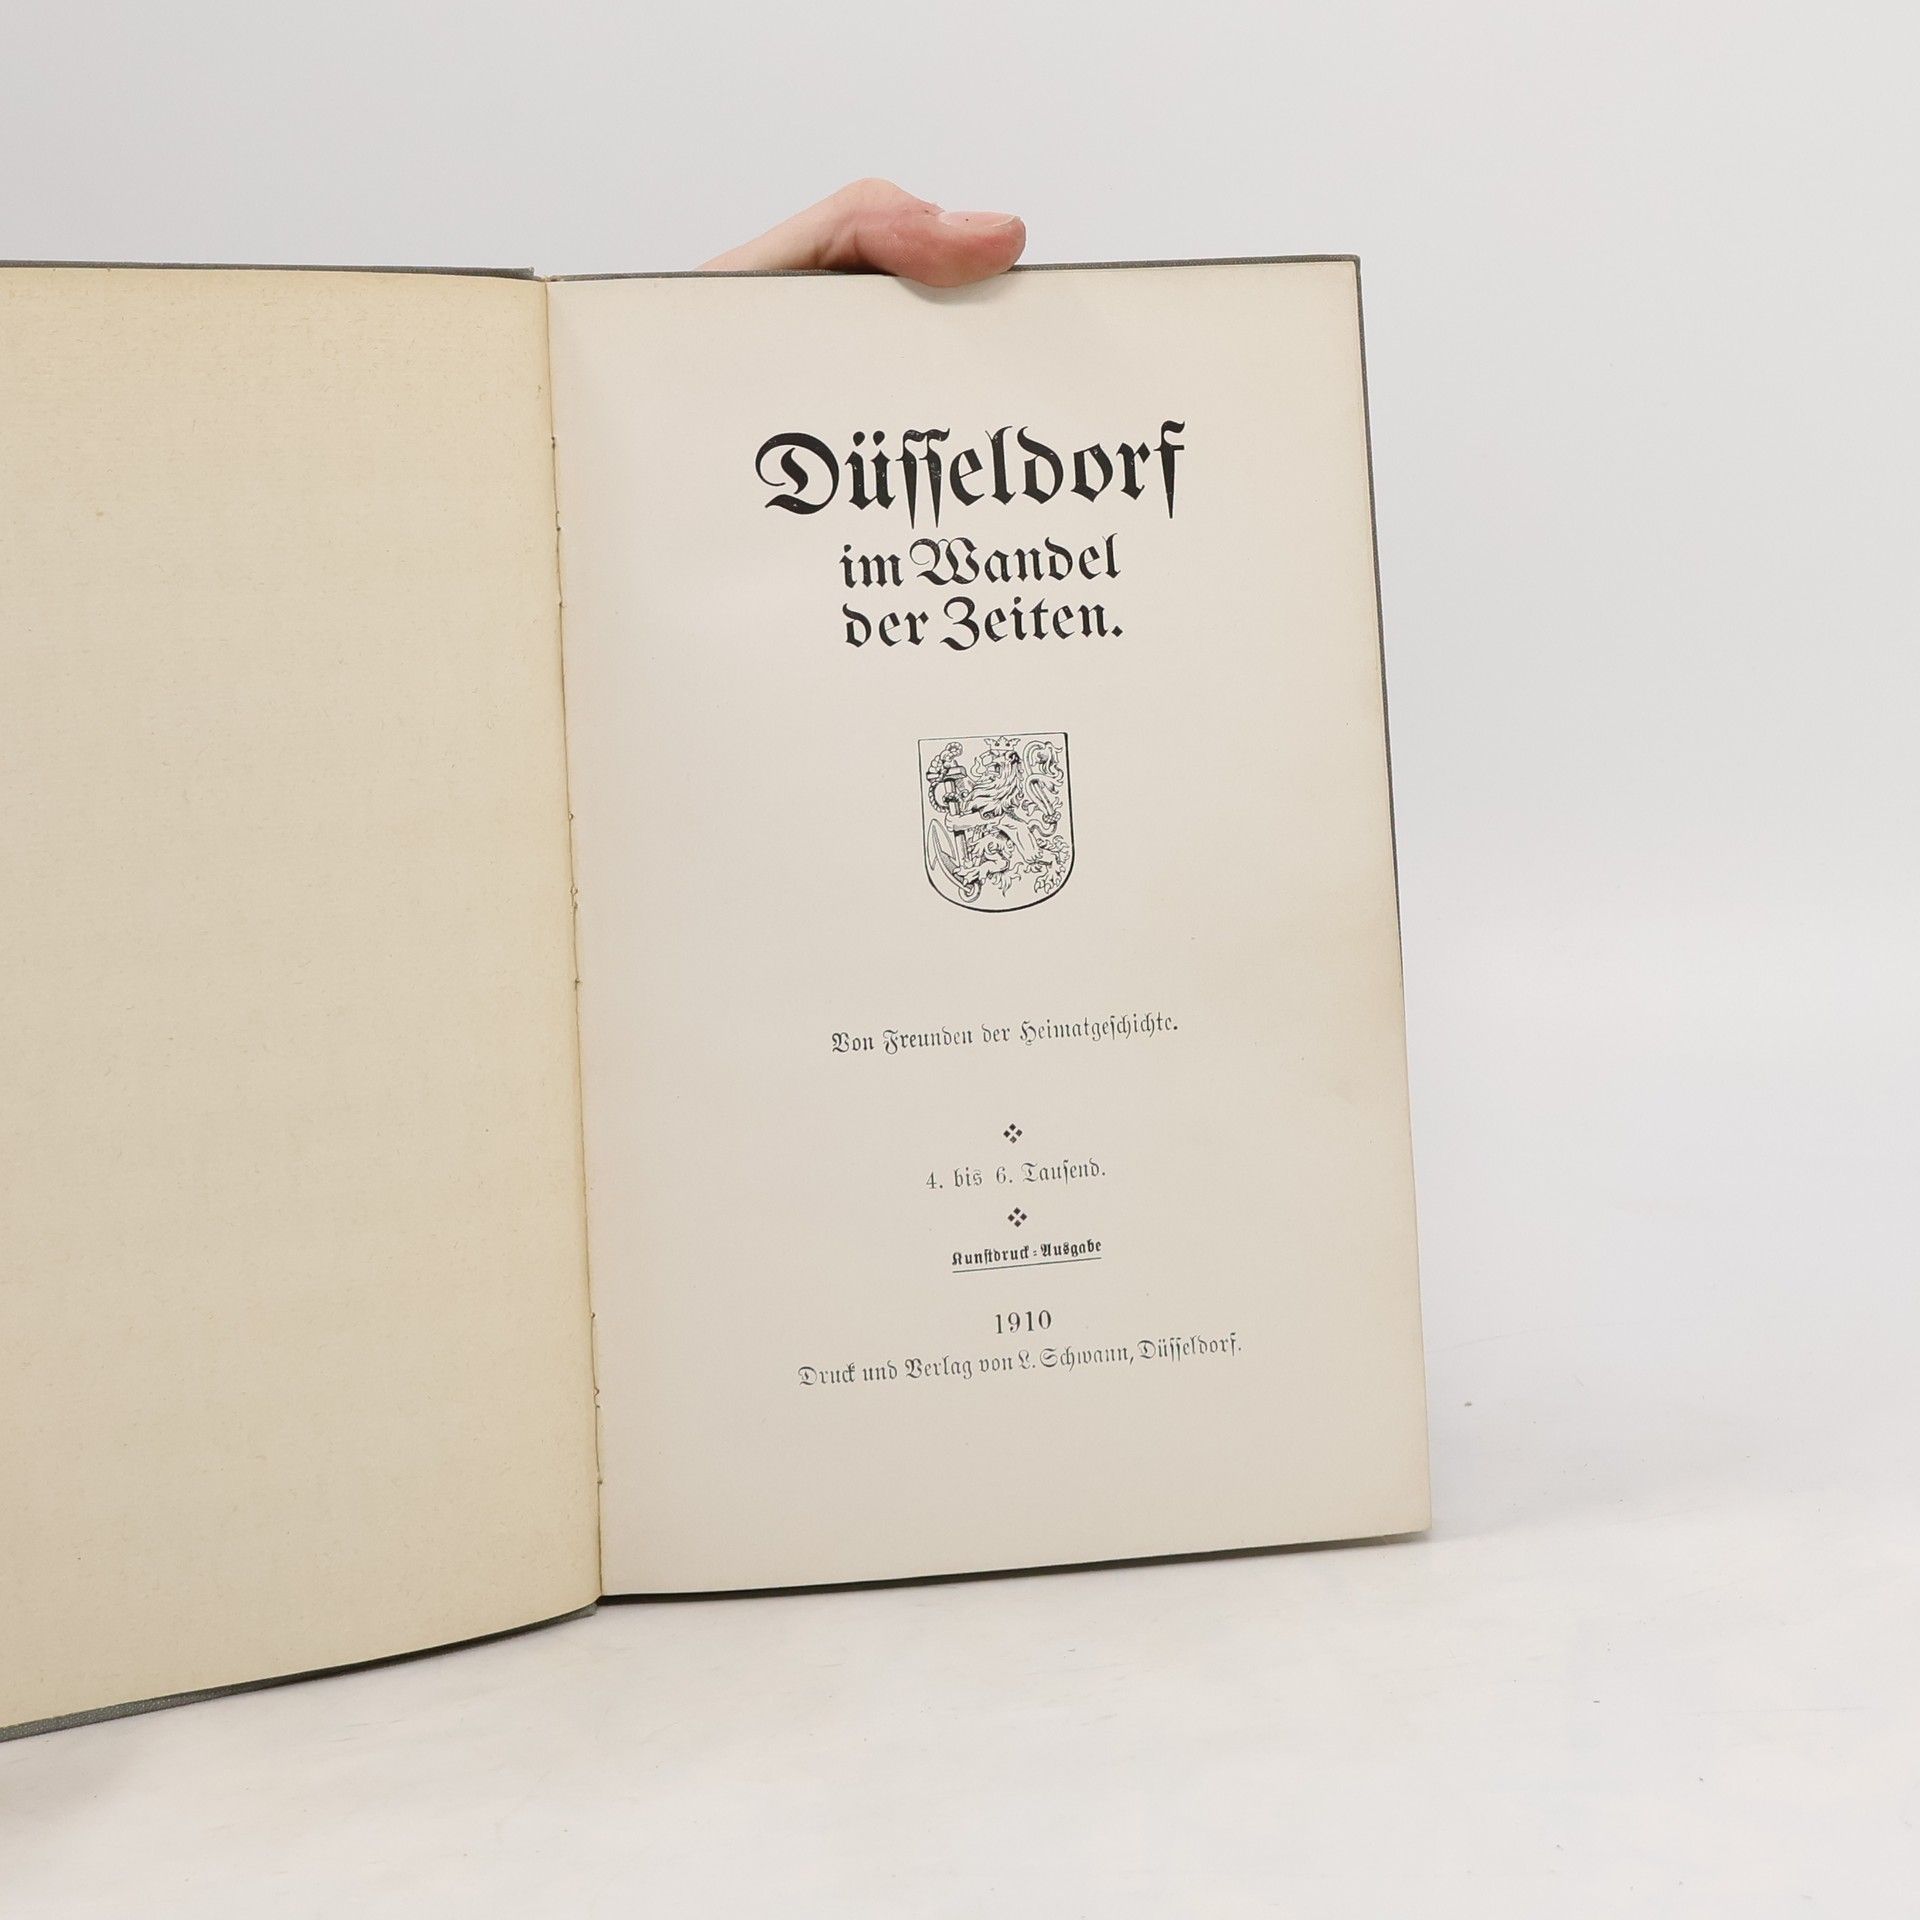 Düſſeldorf
im Wandel
der Zeiten.
Von Freunden der Heimatgeſchichte.
4. bis 6. Tauſend.
Kunſtdruck-Ausgabe
1910
Druck und Verlag von L. Schwann, Düſſeldorf.